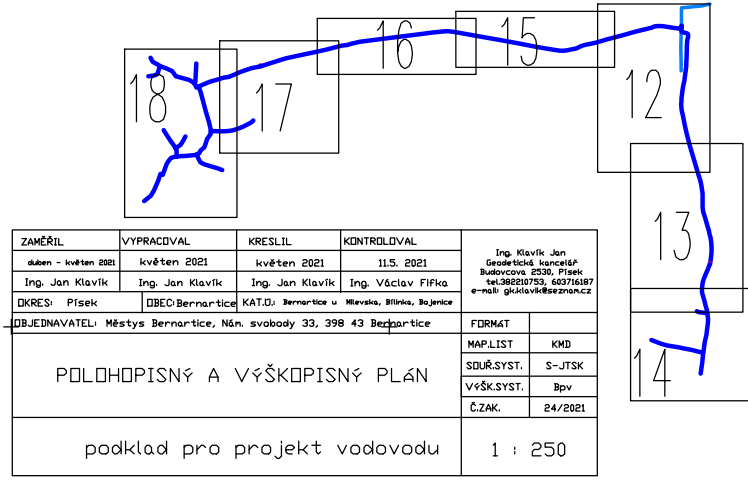 16
15
12
18
17
13
14
ZAMĚŘIL VYPRACOVAL KRESLIL KONTROLOVAL
duben - květen 2021 květen 2021 květen 2021 11.5. 2021
Ing. Jan Klavík Ing. Jan Klavík Ing. Jan Klavík Ing. Václav Fifka
Ing. Klavík Jan
Geodetická kancelář
Budovcova 2530, Písek
tel.382210753, 603716187
e-mail: gk.klavik@seznam.cz
OKRES: Písek OBEC:Bernartice KAT.Ú.: Bernartice u Milevska, Bilinka, Bojenice
OBJEDNAVATEL: Městys Bernartice, Nám. svobody 33, 398 43 Bernartice
FORMÁT
MAP.LIST KMD
SOUŘ.SYST. S-JTSK
VÝŠK.SYST. Bpv
Č.ZAK. 24/2021
POLOHOPISNÝ A VÝŠKOPISNÝ PLÁN
podklad pro projekt vodovodu
1 : 250